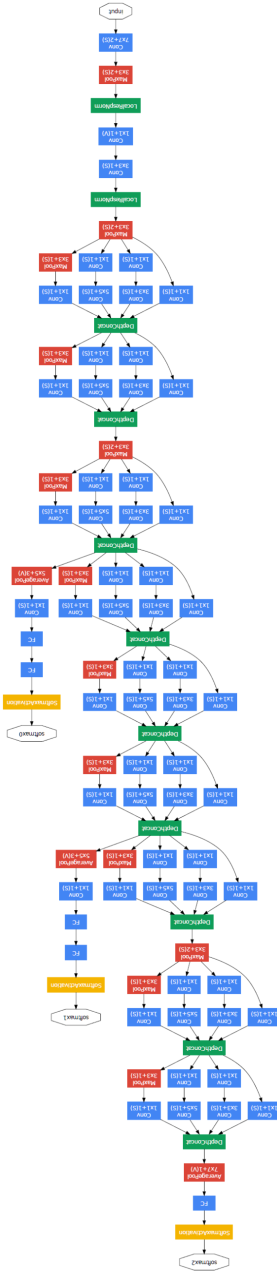 softmax2
SoftmaxActivation
FC
AveragePool
7x7+1(V)
DepthConcat
Conv Conv Conv Conv
1x1+1(S) 3x3+1(S) 5x5+1(S) 1x1+1(S)
Conv Conv MaxPool
1x1+1(S) 1x1+1(S) 3x3+1(S)
DepthConcat
softmax1
Conv Conv Conv Conv
1x1+1(S) 3x3+1(S) 5x5+1(S) 1x1+1(S)
SoftmaxActivation
Conv Conv MaxPool
1x1+1(S) 1x1+1(S) 3x3+1(S)
MaxPool
3x3+2(S)
FC
DepthConcat
FC
Conv Conv Conv Conv Conv
1x1+1(S) 3x3+1(S) 5x5+1(S) 1x1+1(S) 1x1+1(S)
Conv Conv MaxPool AveragePool
1x1+1(S) 1x1+1(S) 3x3+1(S) 5x5+3(V)
DepthConcat
Conv Conv Conv Conv
1x1+1(S) 3x3+1(S) 5x5+1(S) 1x1+1(S)
Conv Conv MaxPool
1x1+1(S) 1x1+1(S) 3x3+1(S)
DepthConcat
softmax0
Conv Conv Conv Conv
1x1+1(S) 3x3+1(S) 5x5+1(S) 1x1+1(S)
SoftmaxActivation
Conv Conv MaxPool
1x1+1(S) 1x1+1(S) 3x3+1(S)
FC
DepthConcat
FC
Conv Conv Conv Conv Conv
1x1+1(S) 3x3+1(S) 5x5+1(S) 1x1+1(S) 1x1+1(S)
Conv Conv MaxPool AveragePool
1x1+1(S) 1x1+1(S) 3x3+1(S) 5x5+3(V)
DepthConcat
Conv Conv Conv Conv
1x1+1(S) 3x3+1(S) 5x5+1(S) 1x1+1(S)
Conv Conv MaxPool
1x1+1(S) 1x1+1(S) 3x3+1(S)
MaxPool
3x3+2(S)
DepthConcat
Conv Conv Conv Conv
1x1+1(S) 3x3+1(S) 5x5+1(S) 1x1+1(S)
Conv Conv MaxPool
1x1+1(S) 1x1+1(S) 3x3+1(S)
DepthConcat
Conv Conv Conv Conv
1x1+1(S) 3x3+1(S) 5x5+1(S) 1x1+1(S)
Conv Conv MaxPool
1x1+1(S) 1x1+1(S) 3x3+1(S)
MaxPool
3x3+2(S)
LocalRespNorm
Conv
3x3+1(S)
Conv
1x1+1(V)
LocalRespNorm
MaxPool
3x3+2(S)
Conv
7x7+2(S)
input